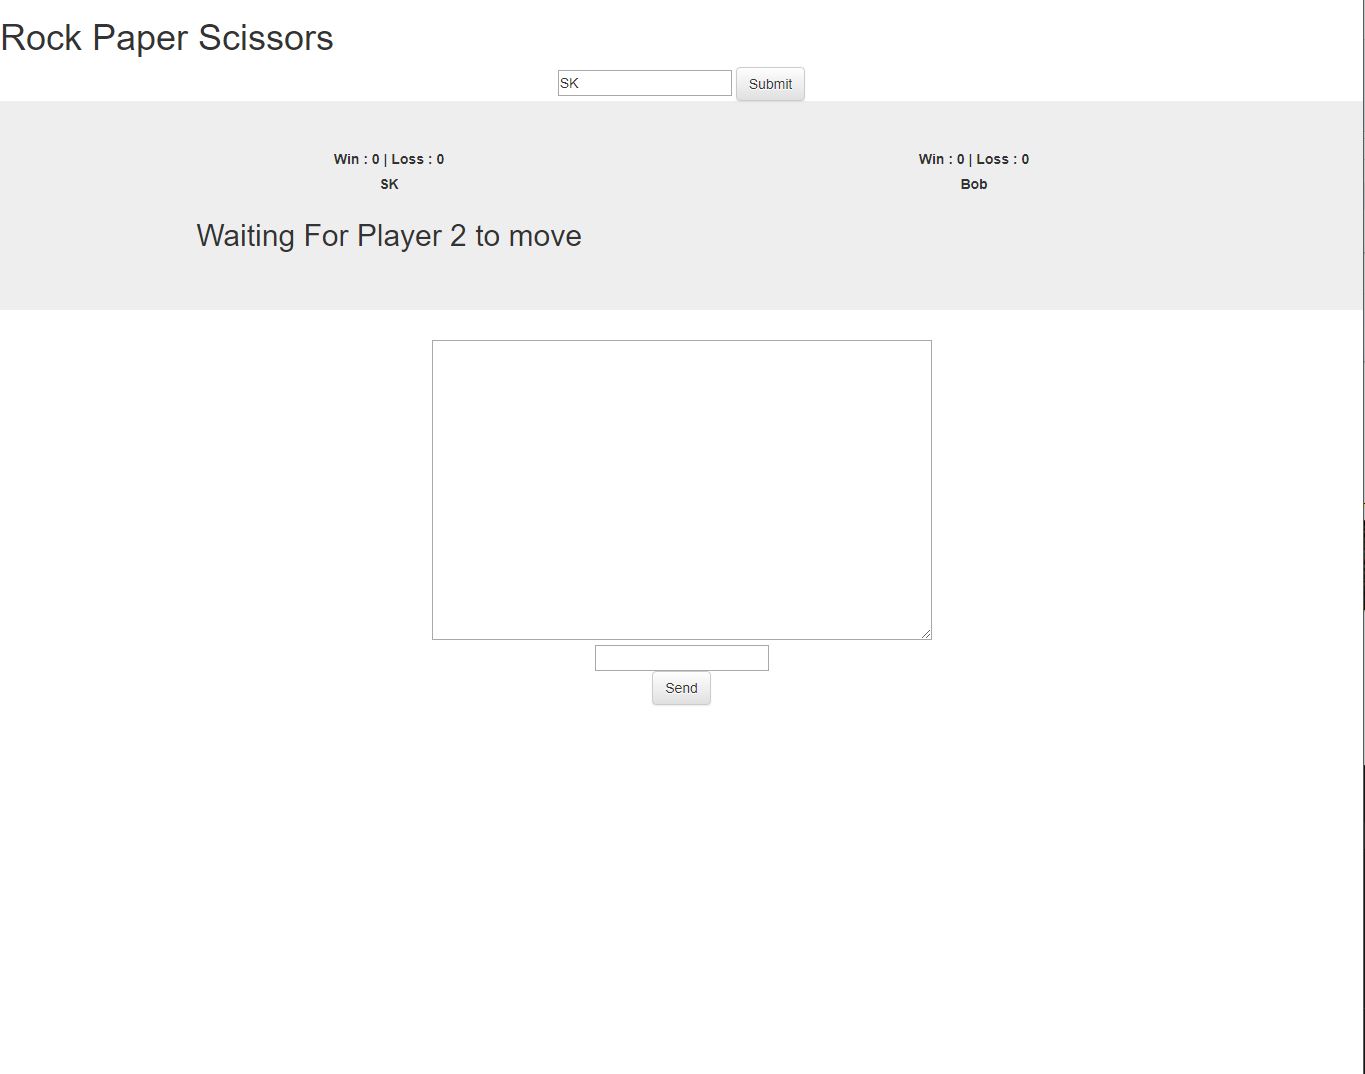 Rock Paper Scissors
SK Submit
Win : 0 | Loss : 0 Win : 0 | Loss : 0
SK Bob
Waiting For Player 2 to move
Send